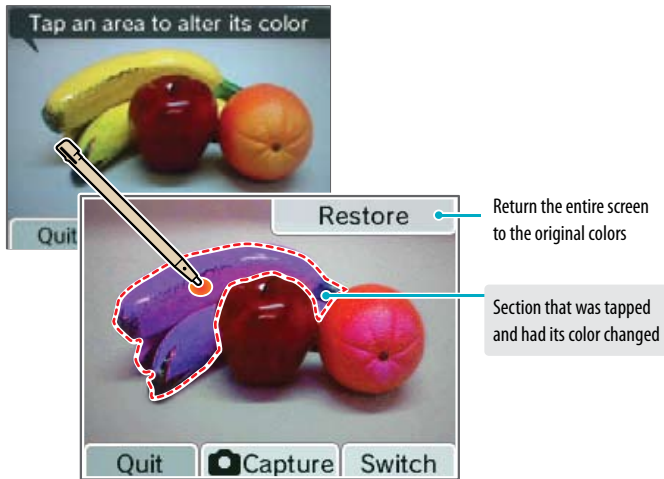 Tap an area to alter its color
Quit
Restore
Return the entire screen
to the original colors
Section that was tapped
and had its color changed
Quit
Capture
Switch